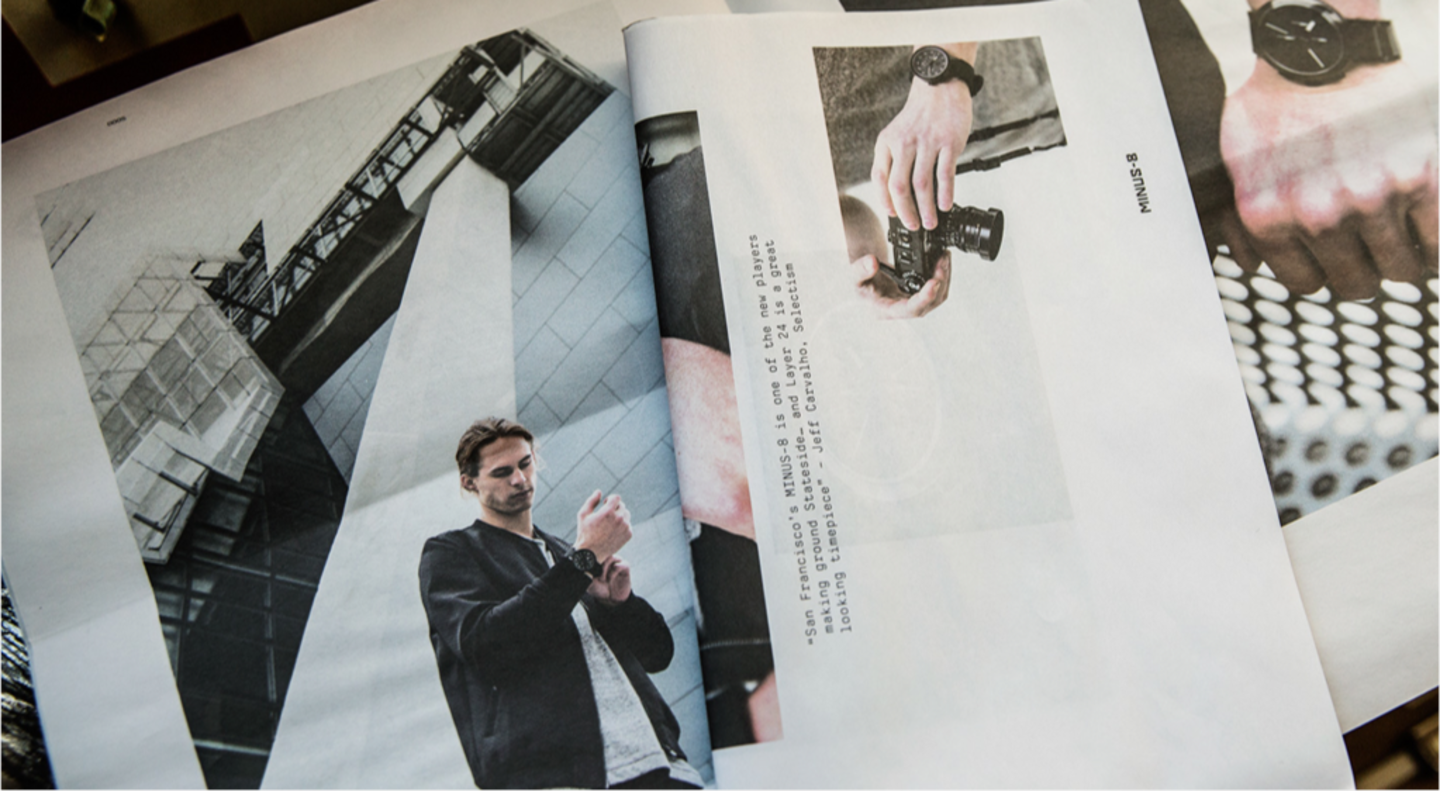 MINUS-8
"San Francisco's MINUS-8 is one of the new players
making ground Stateside_ and Layer 24 is a great
looking timepiece" - Jeff Carvalho, Selectism